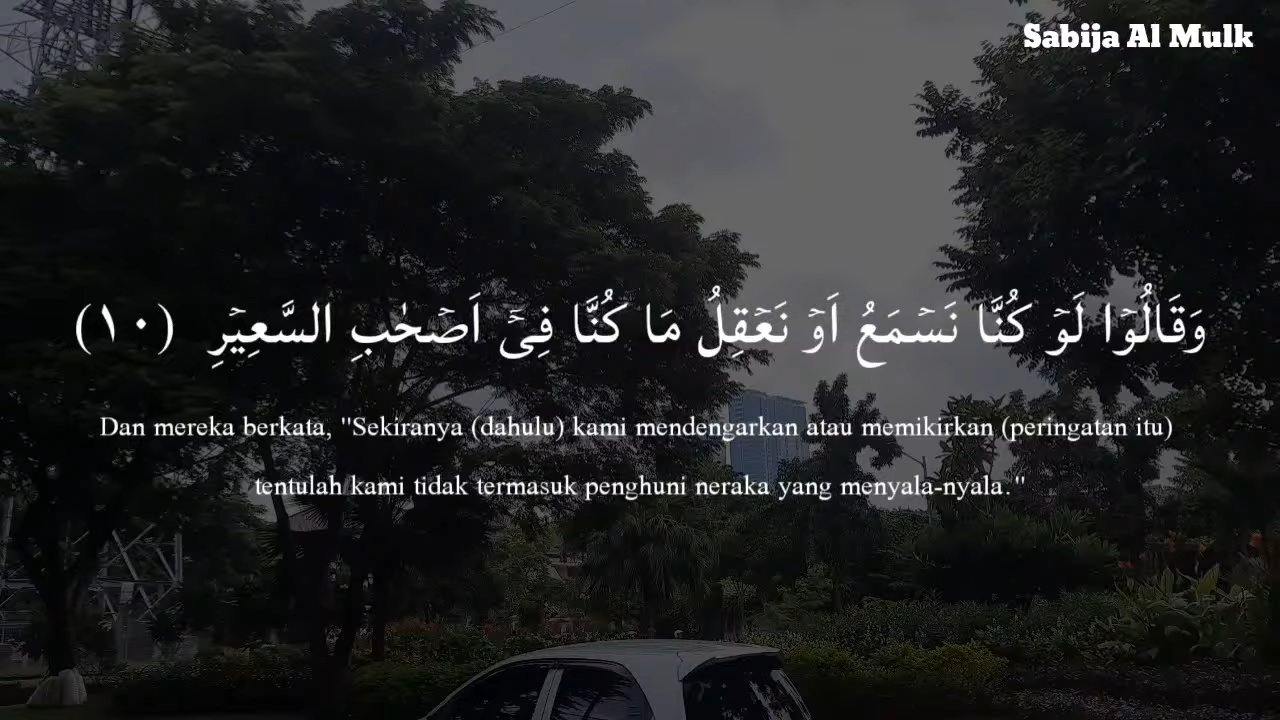 Sabija Al Mulk
وَقَالُوْا لَوْ كُنَّا نَسْمَعُ اَوْ نَعْقِلُ مَا كُنَّا فِىْٓ اَصْحٰبِ السَّعِيْرِ (١٠)
Dan mereka berkata, "Sekiranya (dahulu) kami mendengarkan atau memikirkan (peringatan itu)
tentulah kami tidak termasuk penghuni neraka yang menyala-nyala."